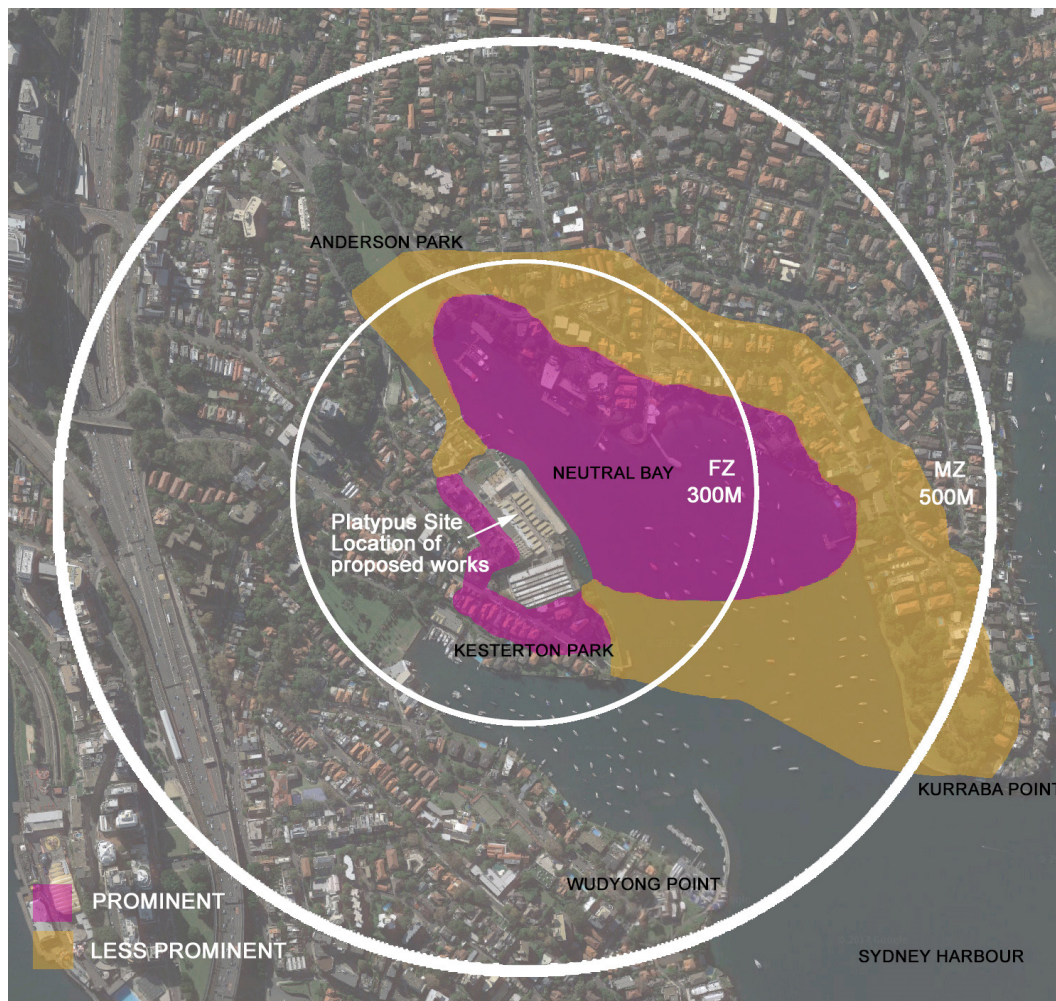 ANDERSON PARK
NEUTRAL BAY
FZ
300M
MZ
500M
Platypus Site
Location of
proposed works
KESTERTON PARK
KURRABA POINT
WUDYONG POINT
PROMINENT
LESS PROMINENT
SYDNEY HARBOUR